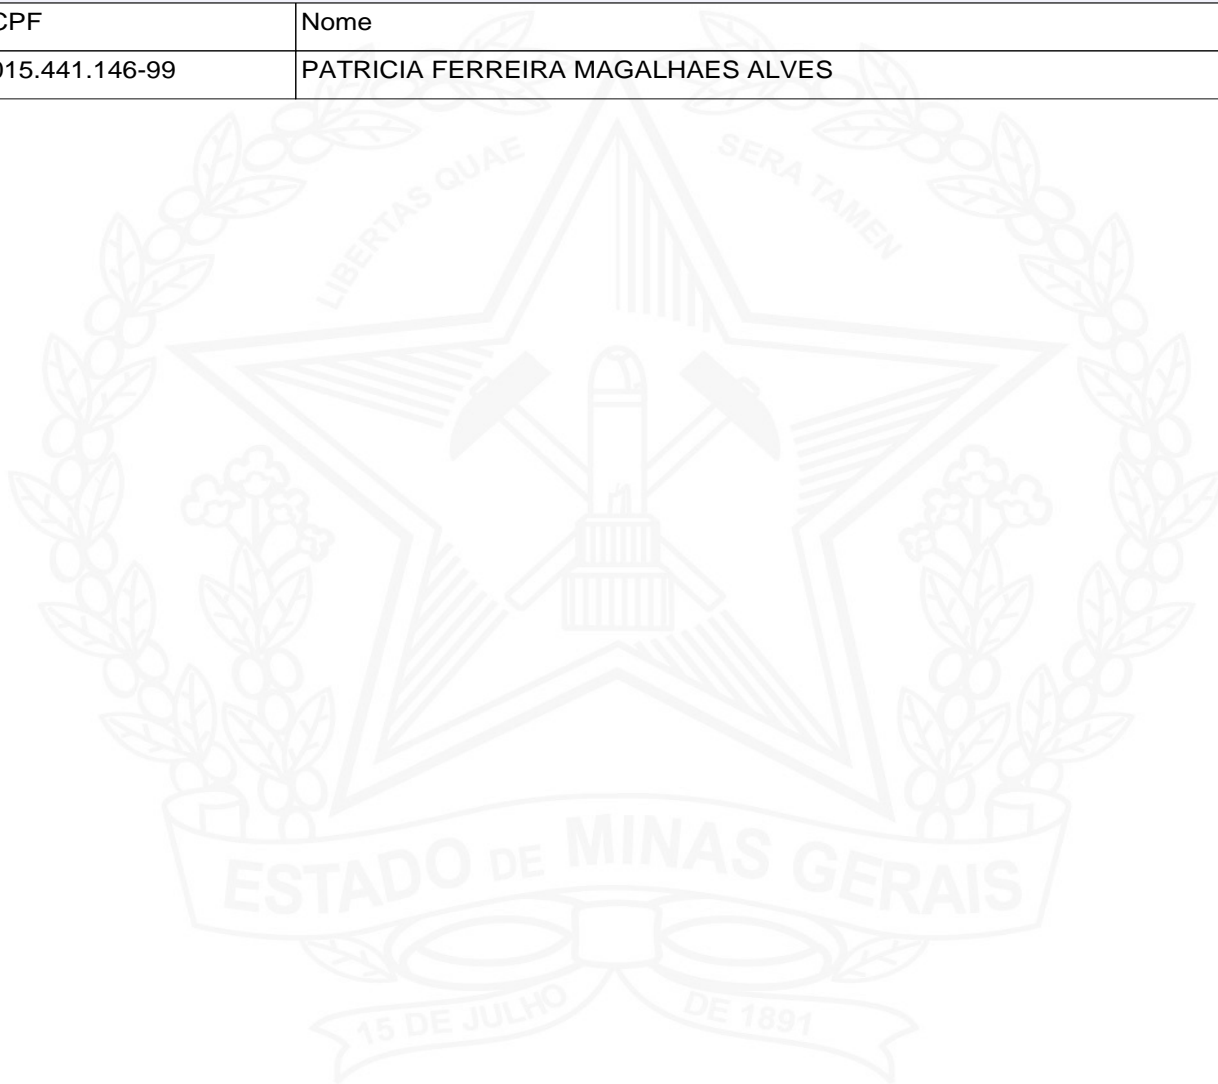 CPF Nome
015.441.146-99 PATRICIA FERREIRA MAGALHAES ALVES
LIBERTAS QUAE SERA TAMEN
ESTADO DE MINAS GERAIS
15 DE JULHO DE 1891